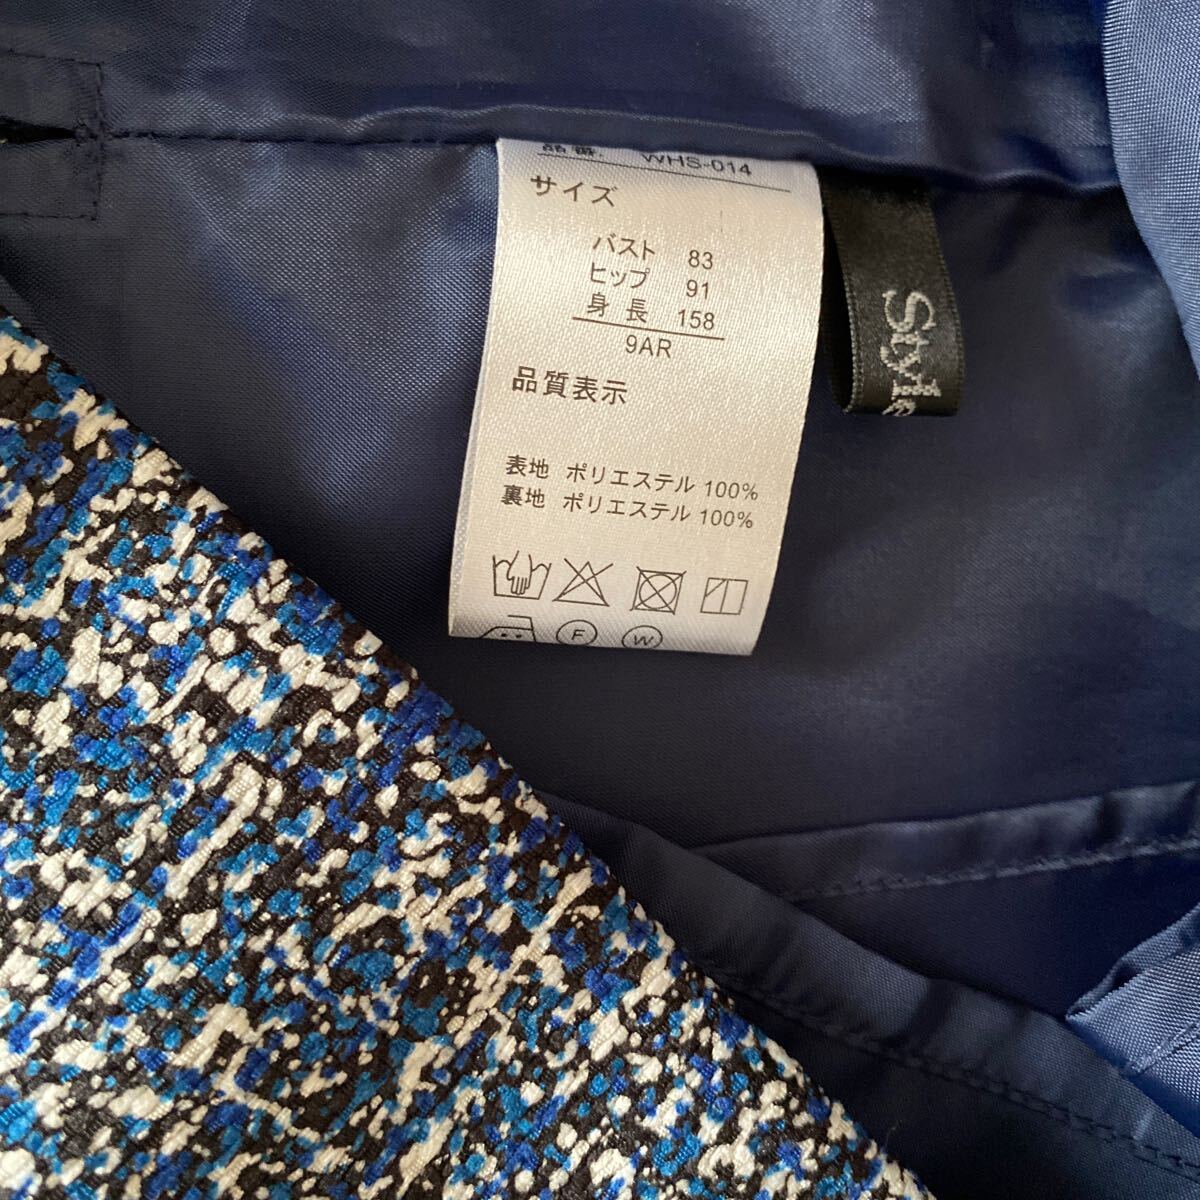 品番: WHS-014
サイズ
バスト 83
ヒップ 91
身長 158
9AR
品質表示
表地 ポリエステル 100%
裏地 ポリエステル 100%
F W
Style